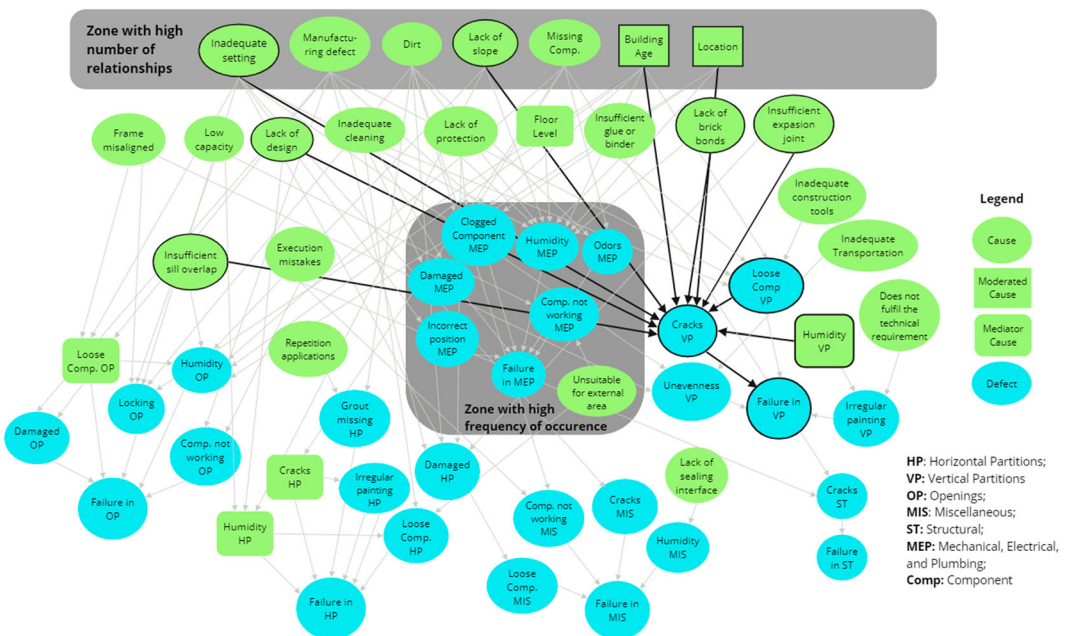 Zone with high
number of
relationships
Inadequate
setting
Manufactu-
ring defect
Dirt
Lack of
slope
Missing
Comp.
Building
Age
Location
Frame
misaligned
Low
capacity
Lack of
design
Inadequate
cleaning
Lack of
protection
Floor
Level
Insufficient
glue or
binder
Lack of
brick
bonds
Insufficient
expasion
joint
Inadequate
construction
tools
Inadequate
Transportation
Insufficient
sill overlap
Execution
mistakes
Clogged
Component
MEP
Humidity
MEP
Odors
MEP
Damaged
MEP
Comp. not
working MEP
Incorrect
position MEP
Failure
in MEP
Unsuitable
for external
area
Zone with high
frequency of occurence
Loose
Comp
VP
Cracks
VP
Humidity
VP
Does not
fulfil the
technical
requirement
Unevenness
VP
Failure in
VP
Irregular
painting
VP
Loose
Comp. OP
Humidity
OP
Repetition
applications
Locking
OP
Damaged
OP
Comp. not
working OP
Failure in
OP
Grout
missing
HP
Cracks
HP
Irregular
painting
HP
Humidity
HP
Damaged
HP
Loose
Comp.
HP
Failure in
HP
Comp. not
working
MIS
Cracks
MIS
Lack of
sealing
interface
Humidity
MIS
Loose
Comp.
MIS
Failure in
MIS
Cracks
ST
Failure
in ST
Legend
Cause
Moderated
Cause
Mediator
Cause
Defect
HP: Horizontal Partitions;
VP: Vertical Partitions
OP: Openings;
MIS: Miscellaneous;
ST: Structural;
MEP: Mechanical, Electrical,
and Plumbing;
Comp: Component